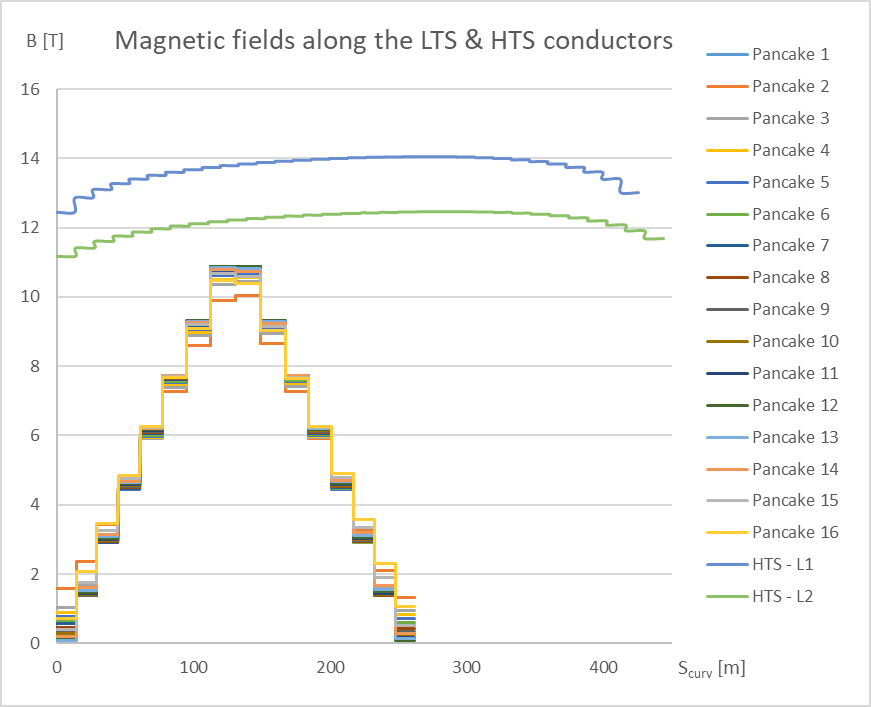 B [T]
Magnetic fields along the LTS & HTS conductors
16
14
12
10
8
6
4
2
0
0
100
200
300
400
Scurv [m]
Pancake 1
Pancake 2
Pancake 3
Pancake 4
Pancake 5
Pancake 6
Pancake 7
Pancake 8
Pancake 9
Pancake 10
Pancake 11
Pancake 12
Pancake 13
Pancake 14
Pancake 15
Pancake 16
HTS - L1
HTS - L2